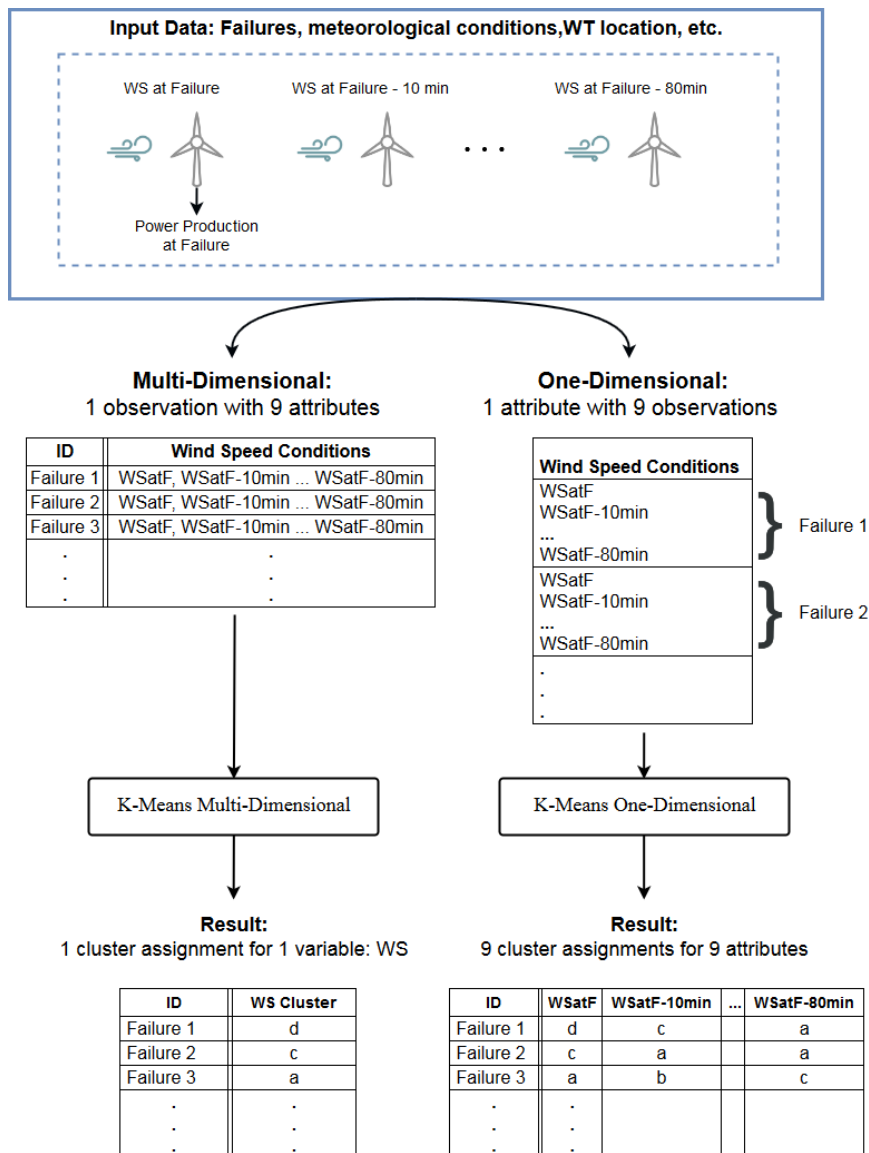 Input Data: Failures, meteorological conditions,WT location, etc.
WS at Failure
WS at Failure - 10 min
WS at Failure - 80min
. . .
Power Production
at Failure
Multi-Dimensional:
1 observation with 9 attributes
ID Wind Speed Conditions
Failure 1 WSatF, WSatF-10min ... WSatF-80min
Failure 2 WSatF, WSatF-10min ... WSatF-80min
Failure 3 WSatF, WSatF-10min ... WSatF-80min
. .
. .
. .
K-Means Multi-Dimensional
Result:
1 cluster assignment for 1 variable: WS
ID WS Cluster
Failure 1 d
Failure 2 c
Failure 3 a
. .
. .
. .
One-Dimensional:
1 attribute with 9 observations
Wind Speed Conditions
WSatF
WSatF-10min
...
WSatF-80min
} Failure 1
WSatF
WSatF-10min
...
WSatF-80min
} Failure 2
.
.
.
K-Means One-Dimensional
Result:
9 cluster assignments for 9 attributes
ID WSatF WSatF-10min ... WSatF-80min
Failure 1 d c a
Failure 2 c a a
Failure 3 a b c
. .
. .
. .